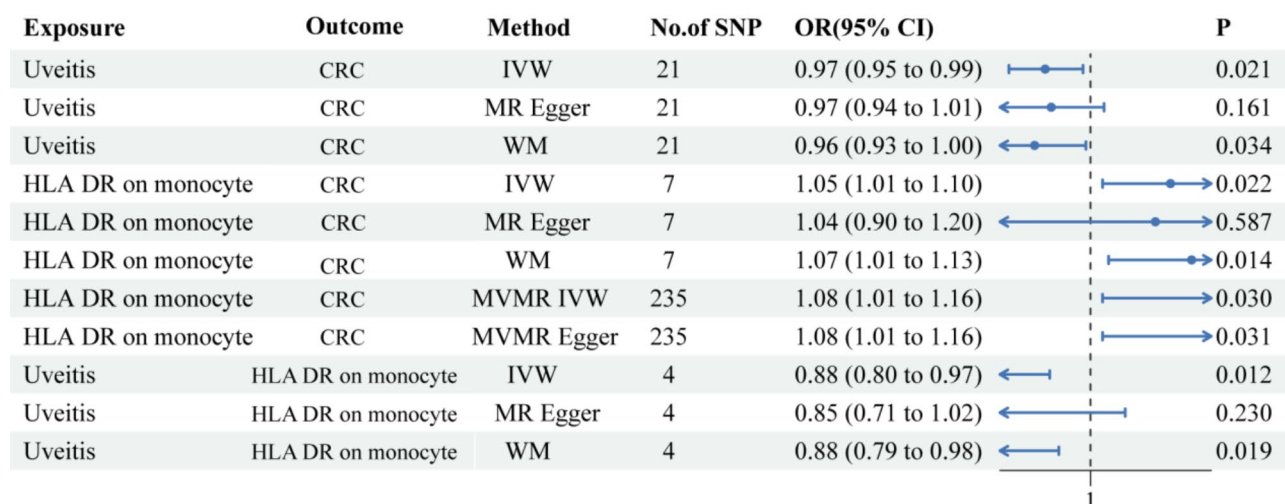 Exposure Outcome Method No.of SNP OR(95% CI) P
Uveitis CRC IVW 21 0.97 (0.95 to 0.99) 0.021
Uveitis CRC MR Egger 21 0.97 (0.94 to 1.01) 0.161
Uveitis CRC WM 21 0.96 (0.93 to 1.00) 0.034
HLA DR on monocyte CRC IVW 7 1.05 (1.01 to 1.10) 0.022
HLA DR on monocyte CRC MR Egger 7 1.04 (0.90 to 1.20) 0.587
HLA DR on monocyte CRC WM 7 1.07 (1.01 to 1.13) 0.014
HLA DR on monocyte CRC MVMR IVW 235 1.08 (1.01 to 1.16) 0.030
HLA DR on monocyte CRC MVMR Egger 235 1.08 (1.01 to 1.16) 0.031
Uveitis HLA DR on monocyte IVW 4 0.88 (0.80 to 0.97) 0.012
Uveitis HLA DR on monocyte MR Egger 4 0.85 (0.71 to 1.02) 0.230
Uveitis HLA DR on monocyte WM 4 0.88 (0.79 to 0.98) 0.019
1